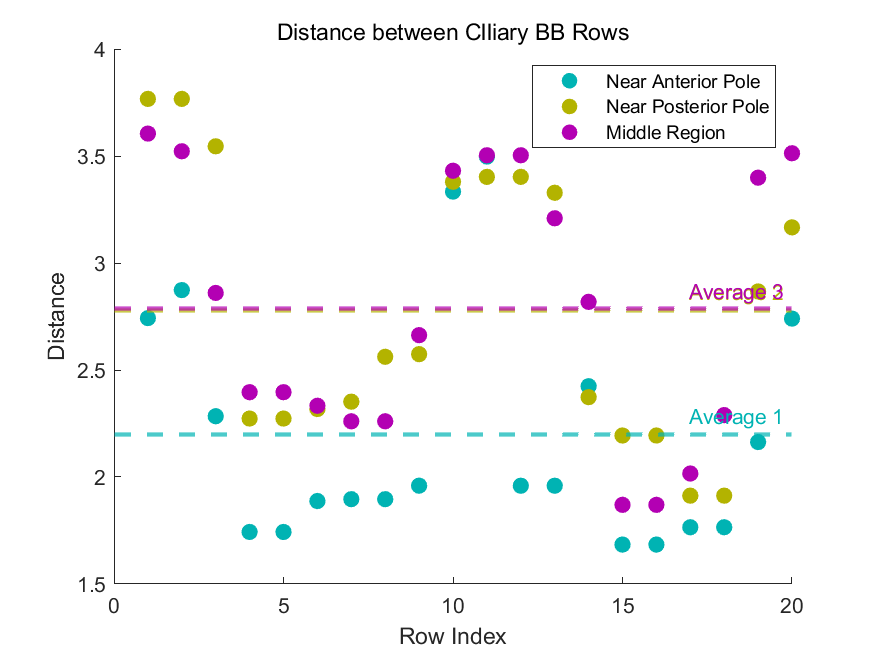 Distance between CIliary BB Rows
Near Anterior Pole
Near Posterior Pole
Middle Region
4
3.5
3
2.5
2
1.5
Distance
Average 3
Average 1
0
5
10
15
20
Row Index